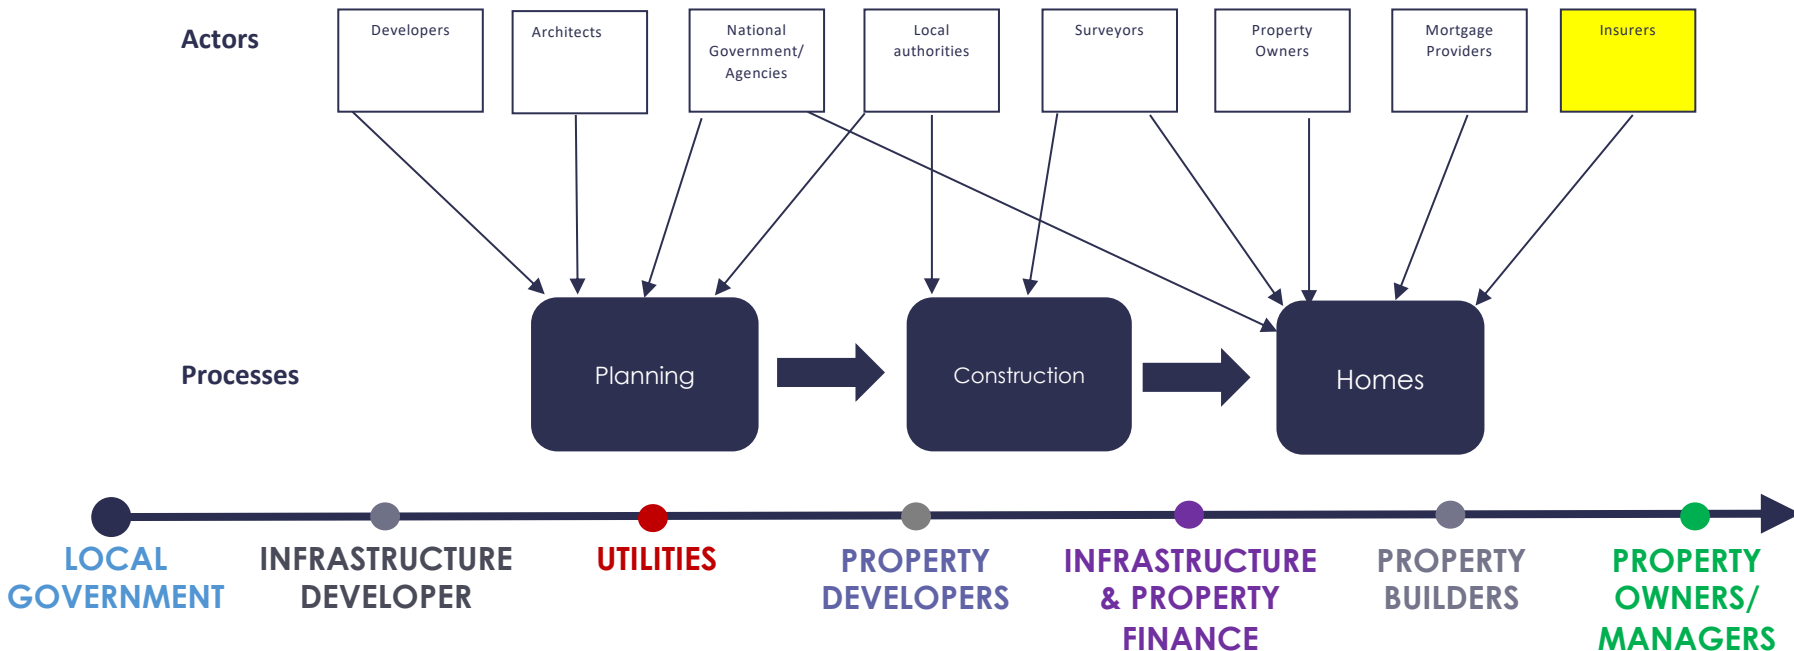 Actors
Developers
Architects
National
Government/
Agencies
Local
authorities
Surveyors
Property
Owners
Mortgage
Providers
Insurers
Processes
Planning
Construction
Homes
LOCAL
GOVERNMENT
INFRASTRUCTURE
DEVELOPER
UTILITIES
PROPERTY
DEVELOPERS
INFRASTRUCTURE
& PROPERTY
FINANCE
PROPERTY
BUILDERS
PROPERTY
OWNERS/
MANAGERS